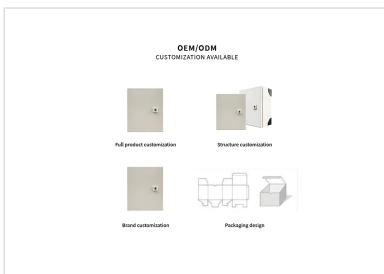 OEM/ODM
CUSTOMIZATION AVAILABLE
Full product customization
Structure customization
Brand customization
Packaging design